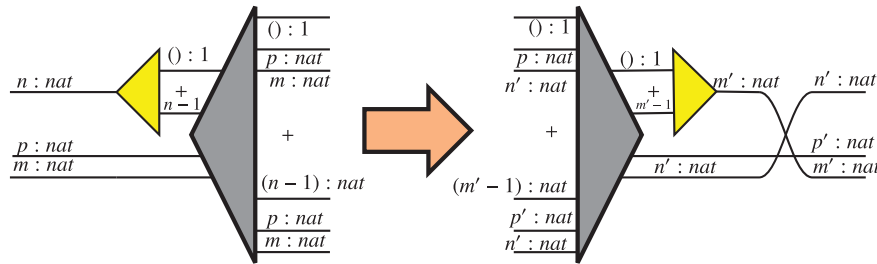 () : 1
p : nat
m : nat
() : 1
n : nat
+
n − 1
p : nat
m : nat
+
(n − 1) : nat
p : nat
m : nat
() : 1
p : nat
n′ : nat
() : 1
+
m′ − 1
m′ : nat
n′ : nat
+
p′ : nat
n′ : nat
m′ : nat
(m′ − 1) : nat
p′ : nat
n′ : nat